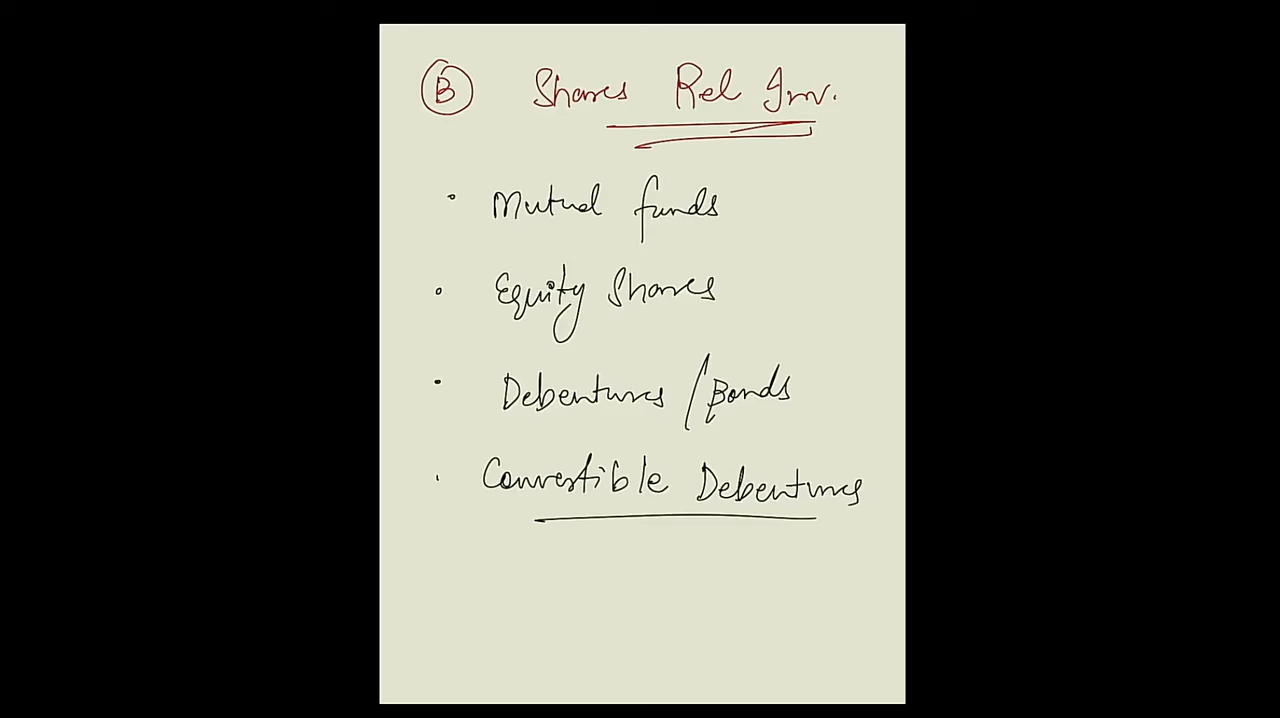 B Shares Rel Inv.
• Mutual funds
• Equity Shares
• Debentures / Bonds
• Convertible Debentures